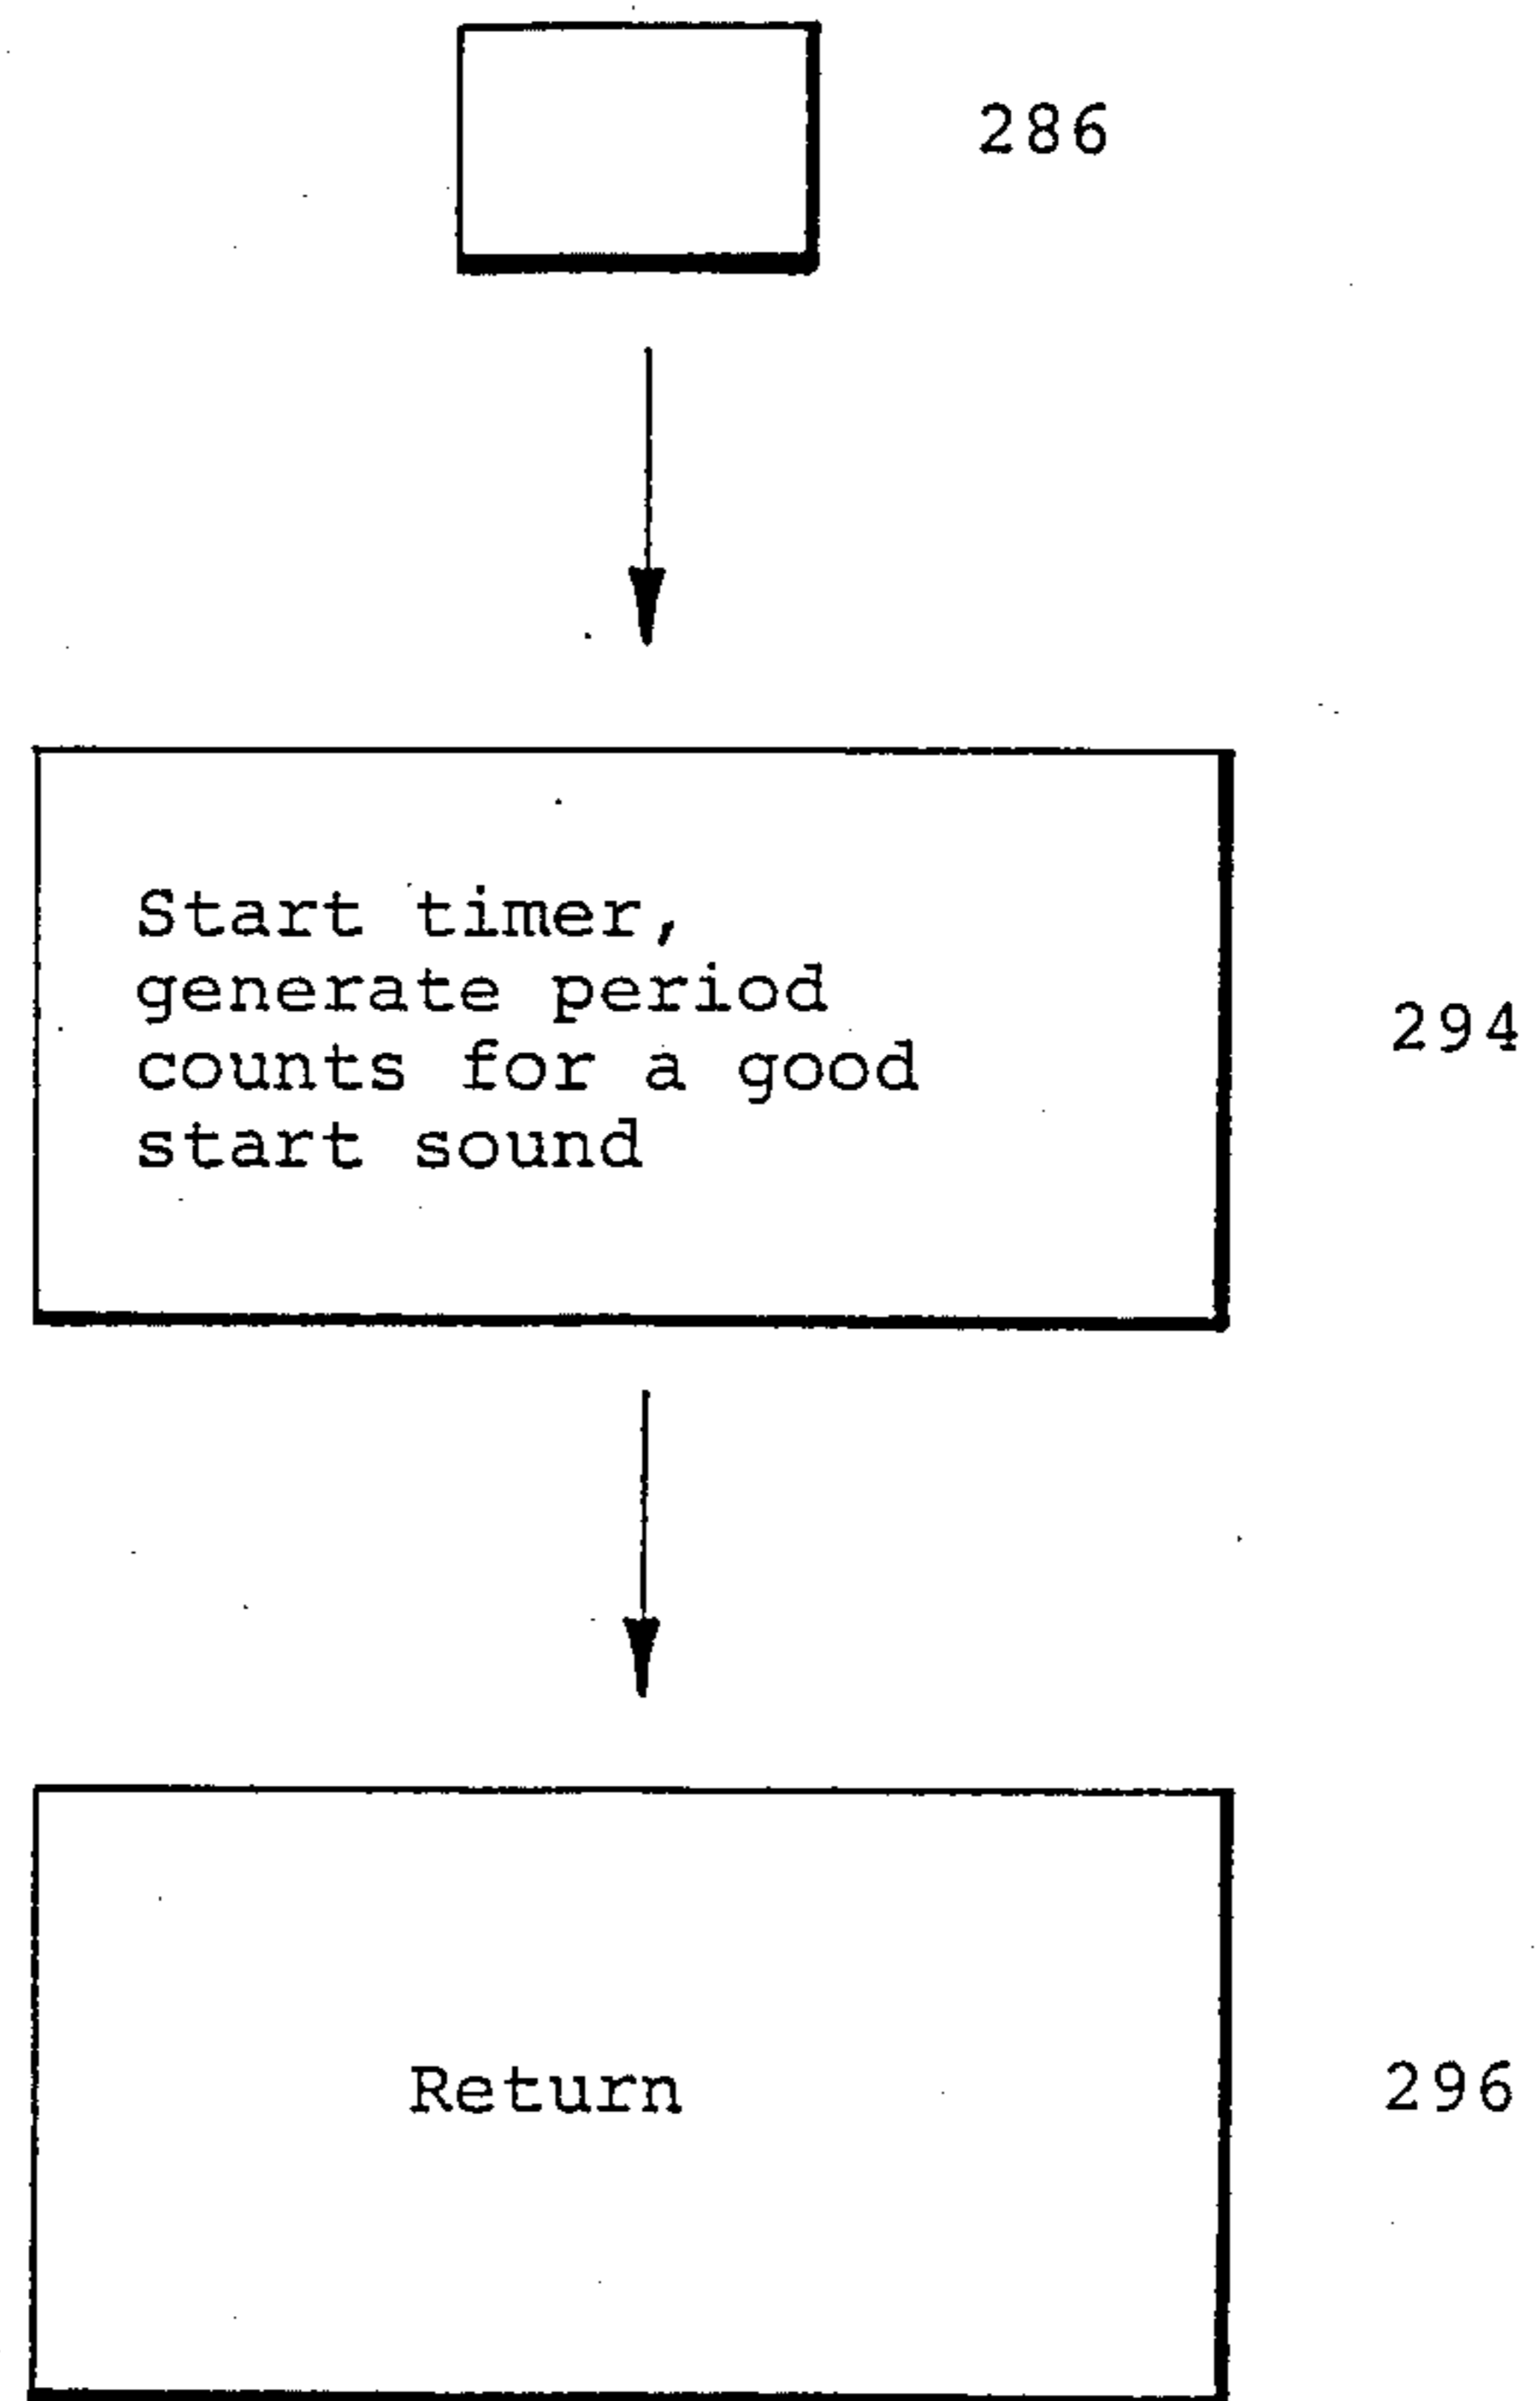 286
Start timer,
generate period
counts for a good
start sound
294
Return
296